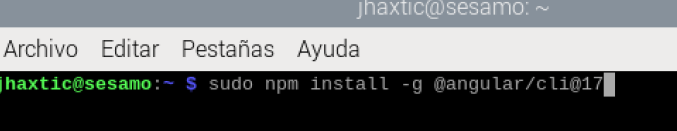 jhaxtic@sesamo: ~
Archivo Editar Pestañas Ayuda
jhaxtic@sesamo:~ $ sudo npm install -g @angular/cli@17